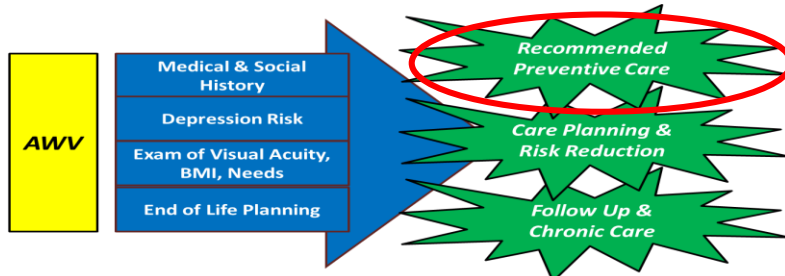 AWV
Medical & Social
History
Depression Risk
Exam of Visual Acuity,
BMI, Needs
End of Life Planning
Recommended
Preventive Care
Care Planning &
Risk Reduction
Follow Up &
Chronic Care